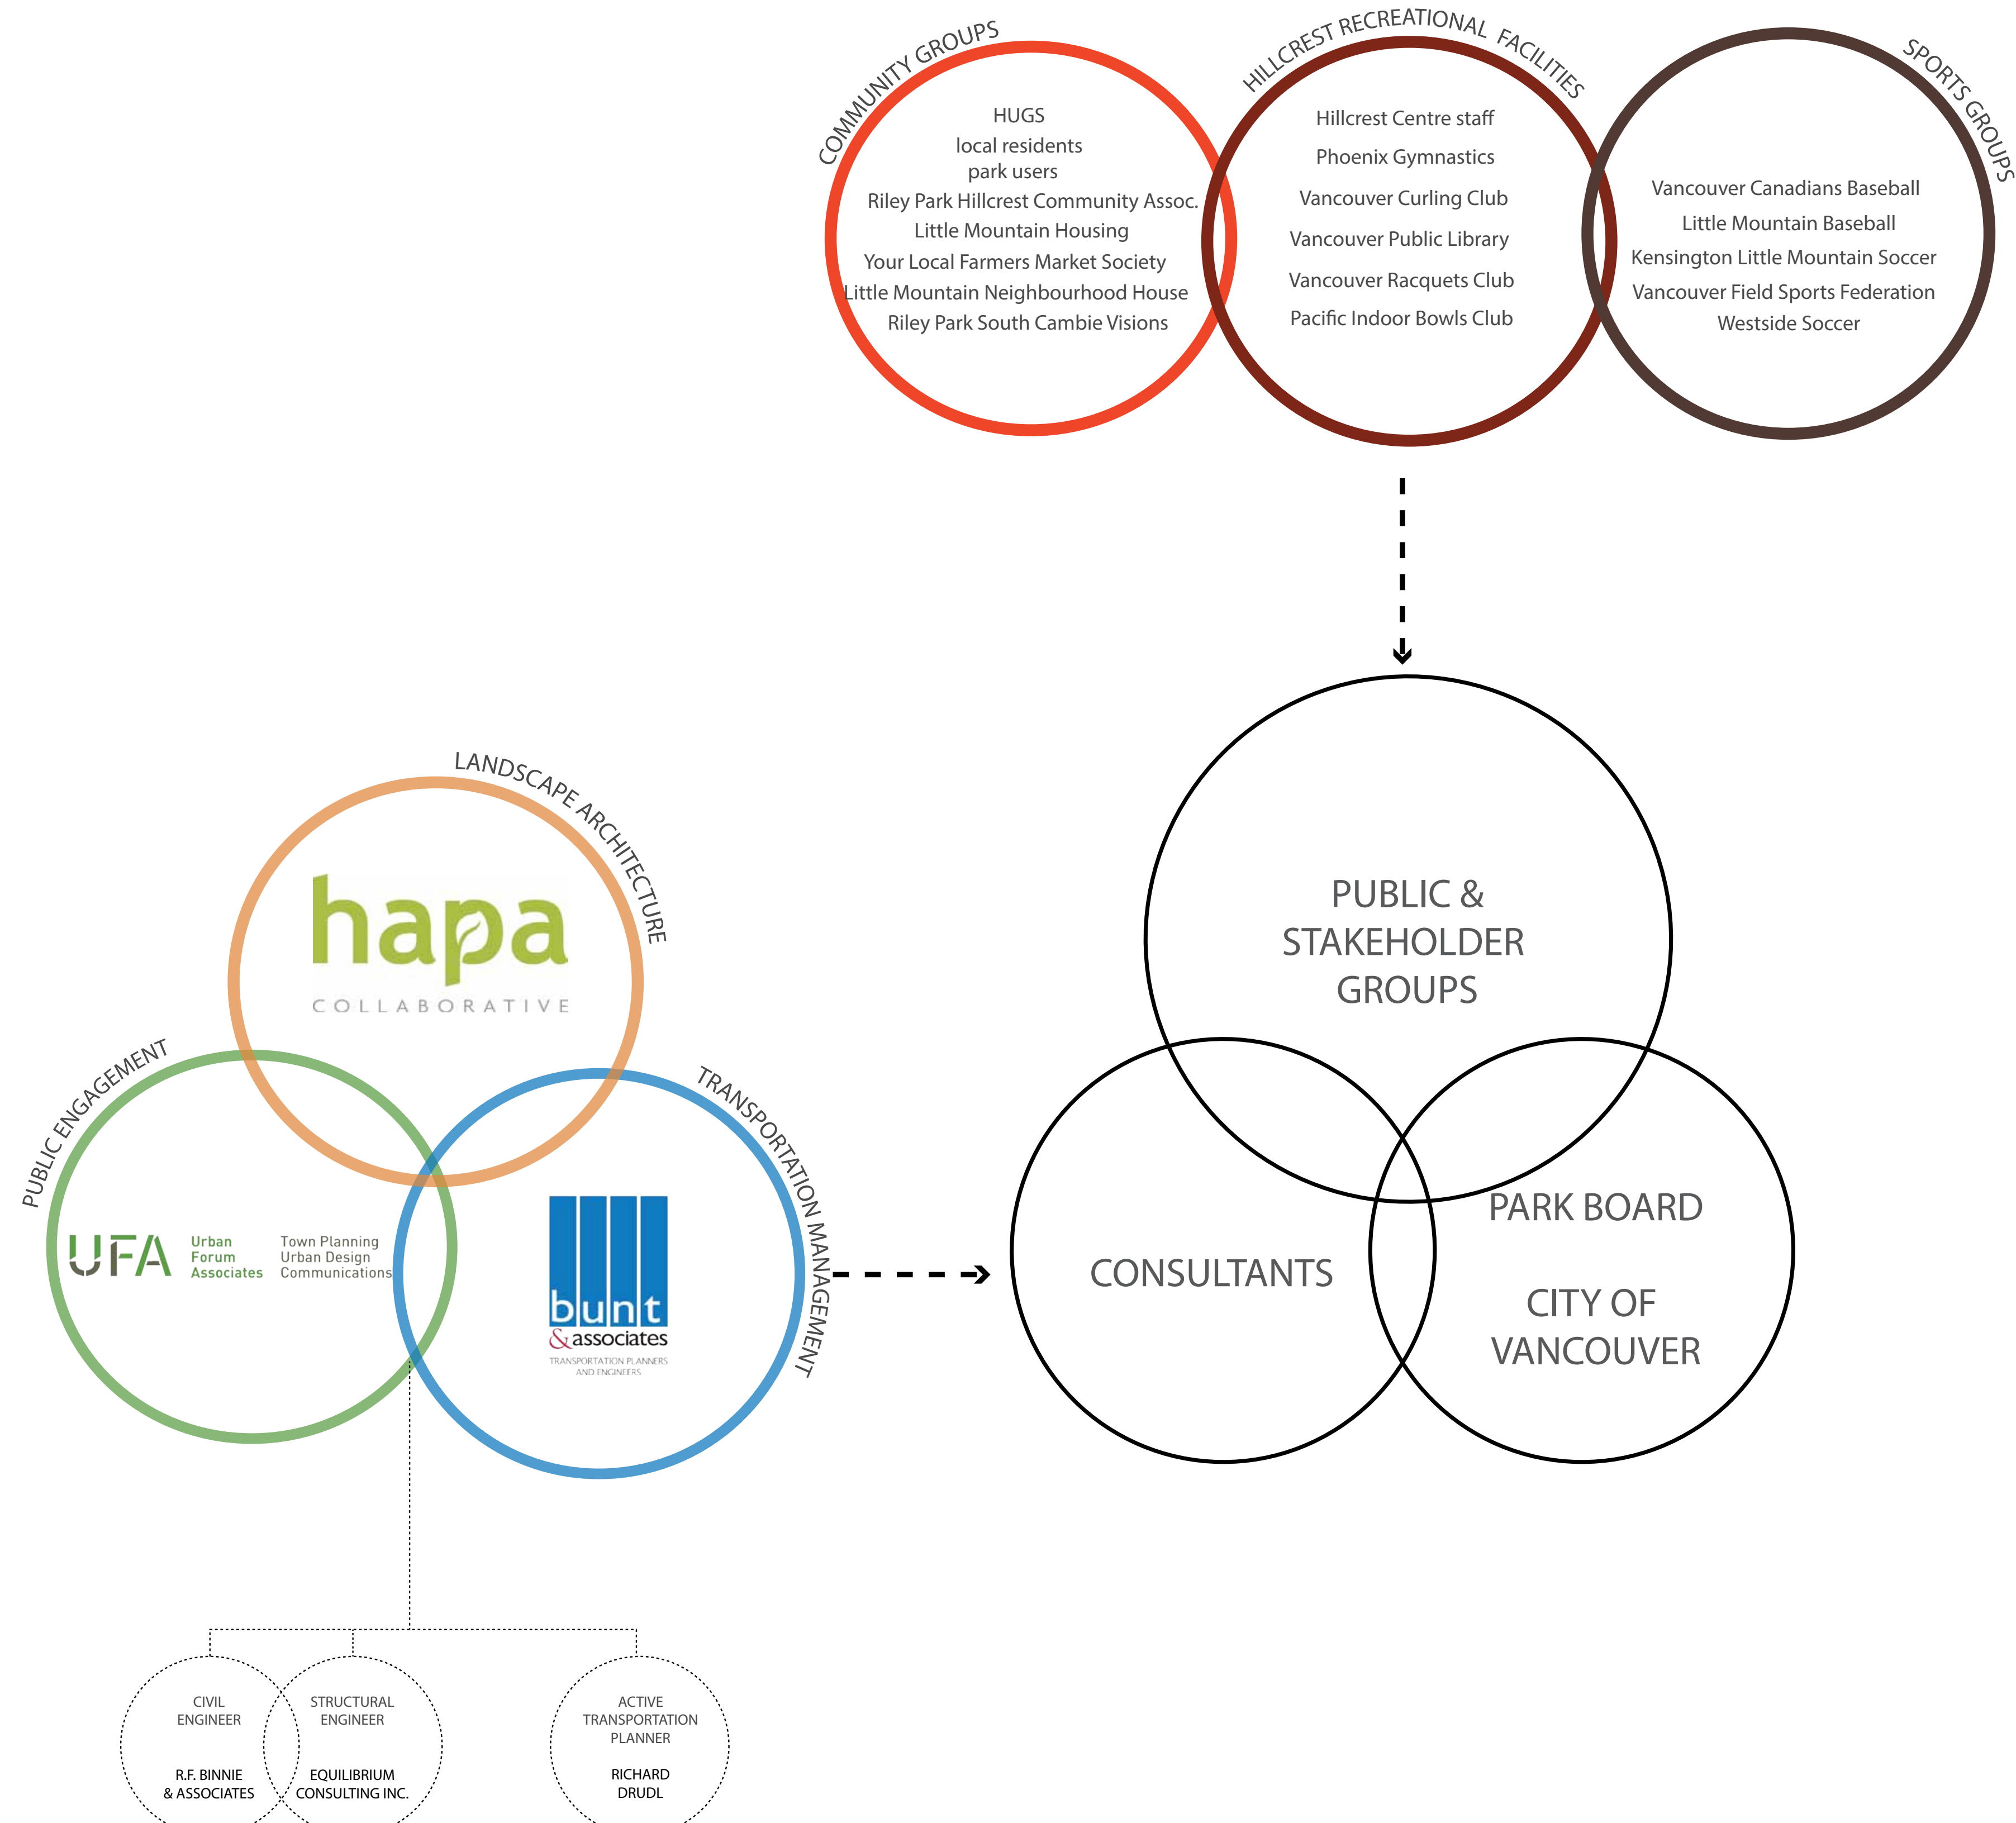 COMMUNITY GROUPS
HUGS
local residents
park users
Riley Park Hillcrest Community Assoc.
Little Mountain Housing
Your Local Farmers Market Society
Little Mountain Neighbourhood House
Riley Park South Cambie Visions
HILLCREST RECREATIONAL FACILITIES
Hillcrest Centre staff
Phoenix Gymnastics
Vancouver Curling Club
Vancouver Public Library
Vancouver Racquets Club
Pacific Indoor Bowls Club
SPORTS GROUPS
Vancouver Canadians Baseball
Little Mountain Baseball
Kensington Little Mountain Soccer
Vancouver Field Sports Federation
Westside Soccer
LANDSCAPE ARCHITECTURE
hapa
COLLABORATIVE
PUBLIC ENGAGEMENT
UFA
Urban
Forum
Associates
Town Planning
Urban Design
Communications
TRANSPORTATION MANAGEMENT
bunt
& associates
TRANSPORTATION PLANNERS
AND ENGINEERS
PUBLIC &
STAKEHOLDER
GROUPS
CONSULTANTS
PARK BOARD
CITY OF
VANCOUVER
CIVIL
ENGINEER
R.F. BINNIE
& ASSOCIATES
STRUCTURAL
ENGINEER
EQUILIBRIUM
CONSULTING INC.
ACTIVE
TRANSPORTATION
PLANNER
RICHARD
DRUDL